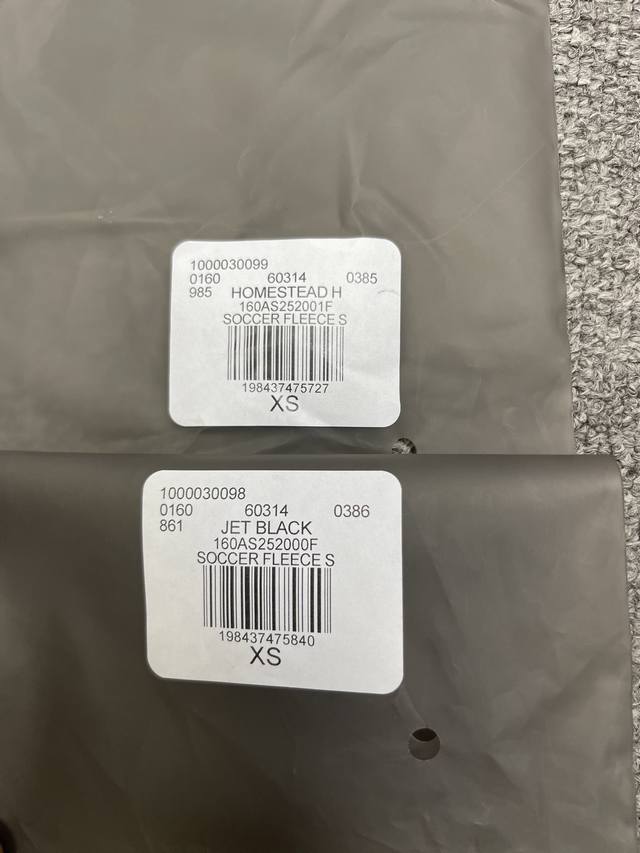 1000030099
0160 60314 0385
985 HOMESTEAD H
160AS252001F
SOCCER FLEECE S
198437475727
XS
1000030098
0160 60314 0386
861 JET BLACK
160AS252000F
SOCCER FLEECE S
198437475840
XS